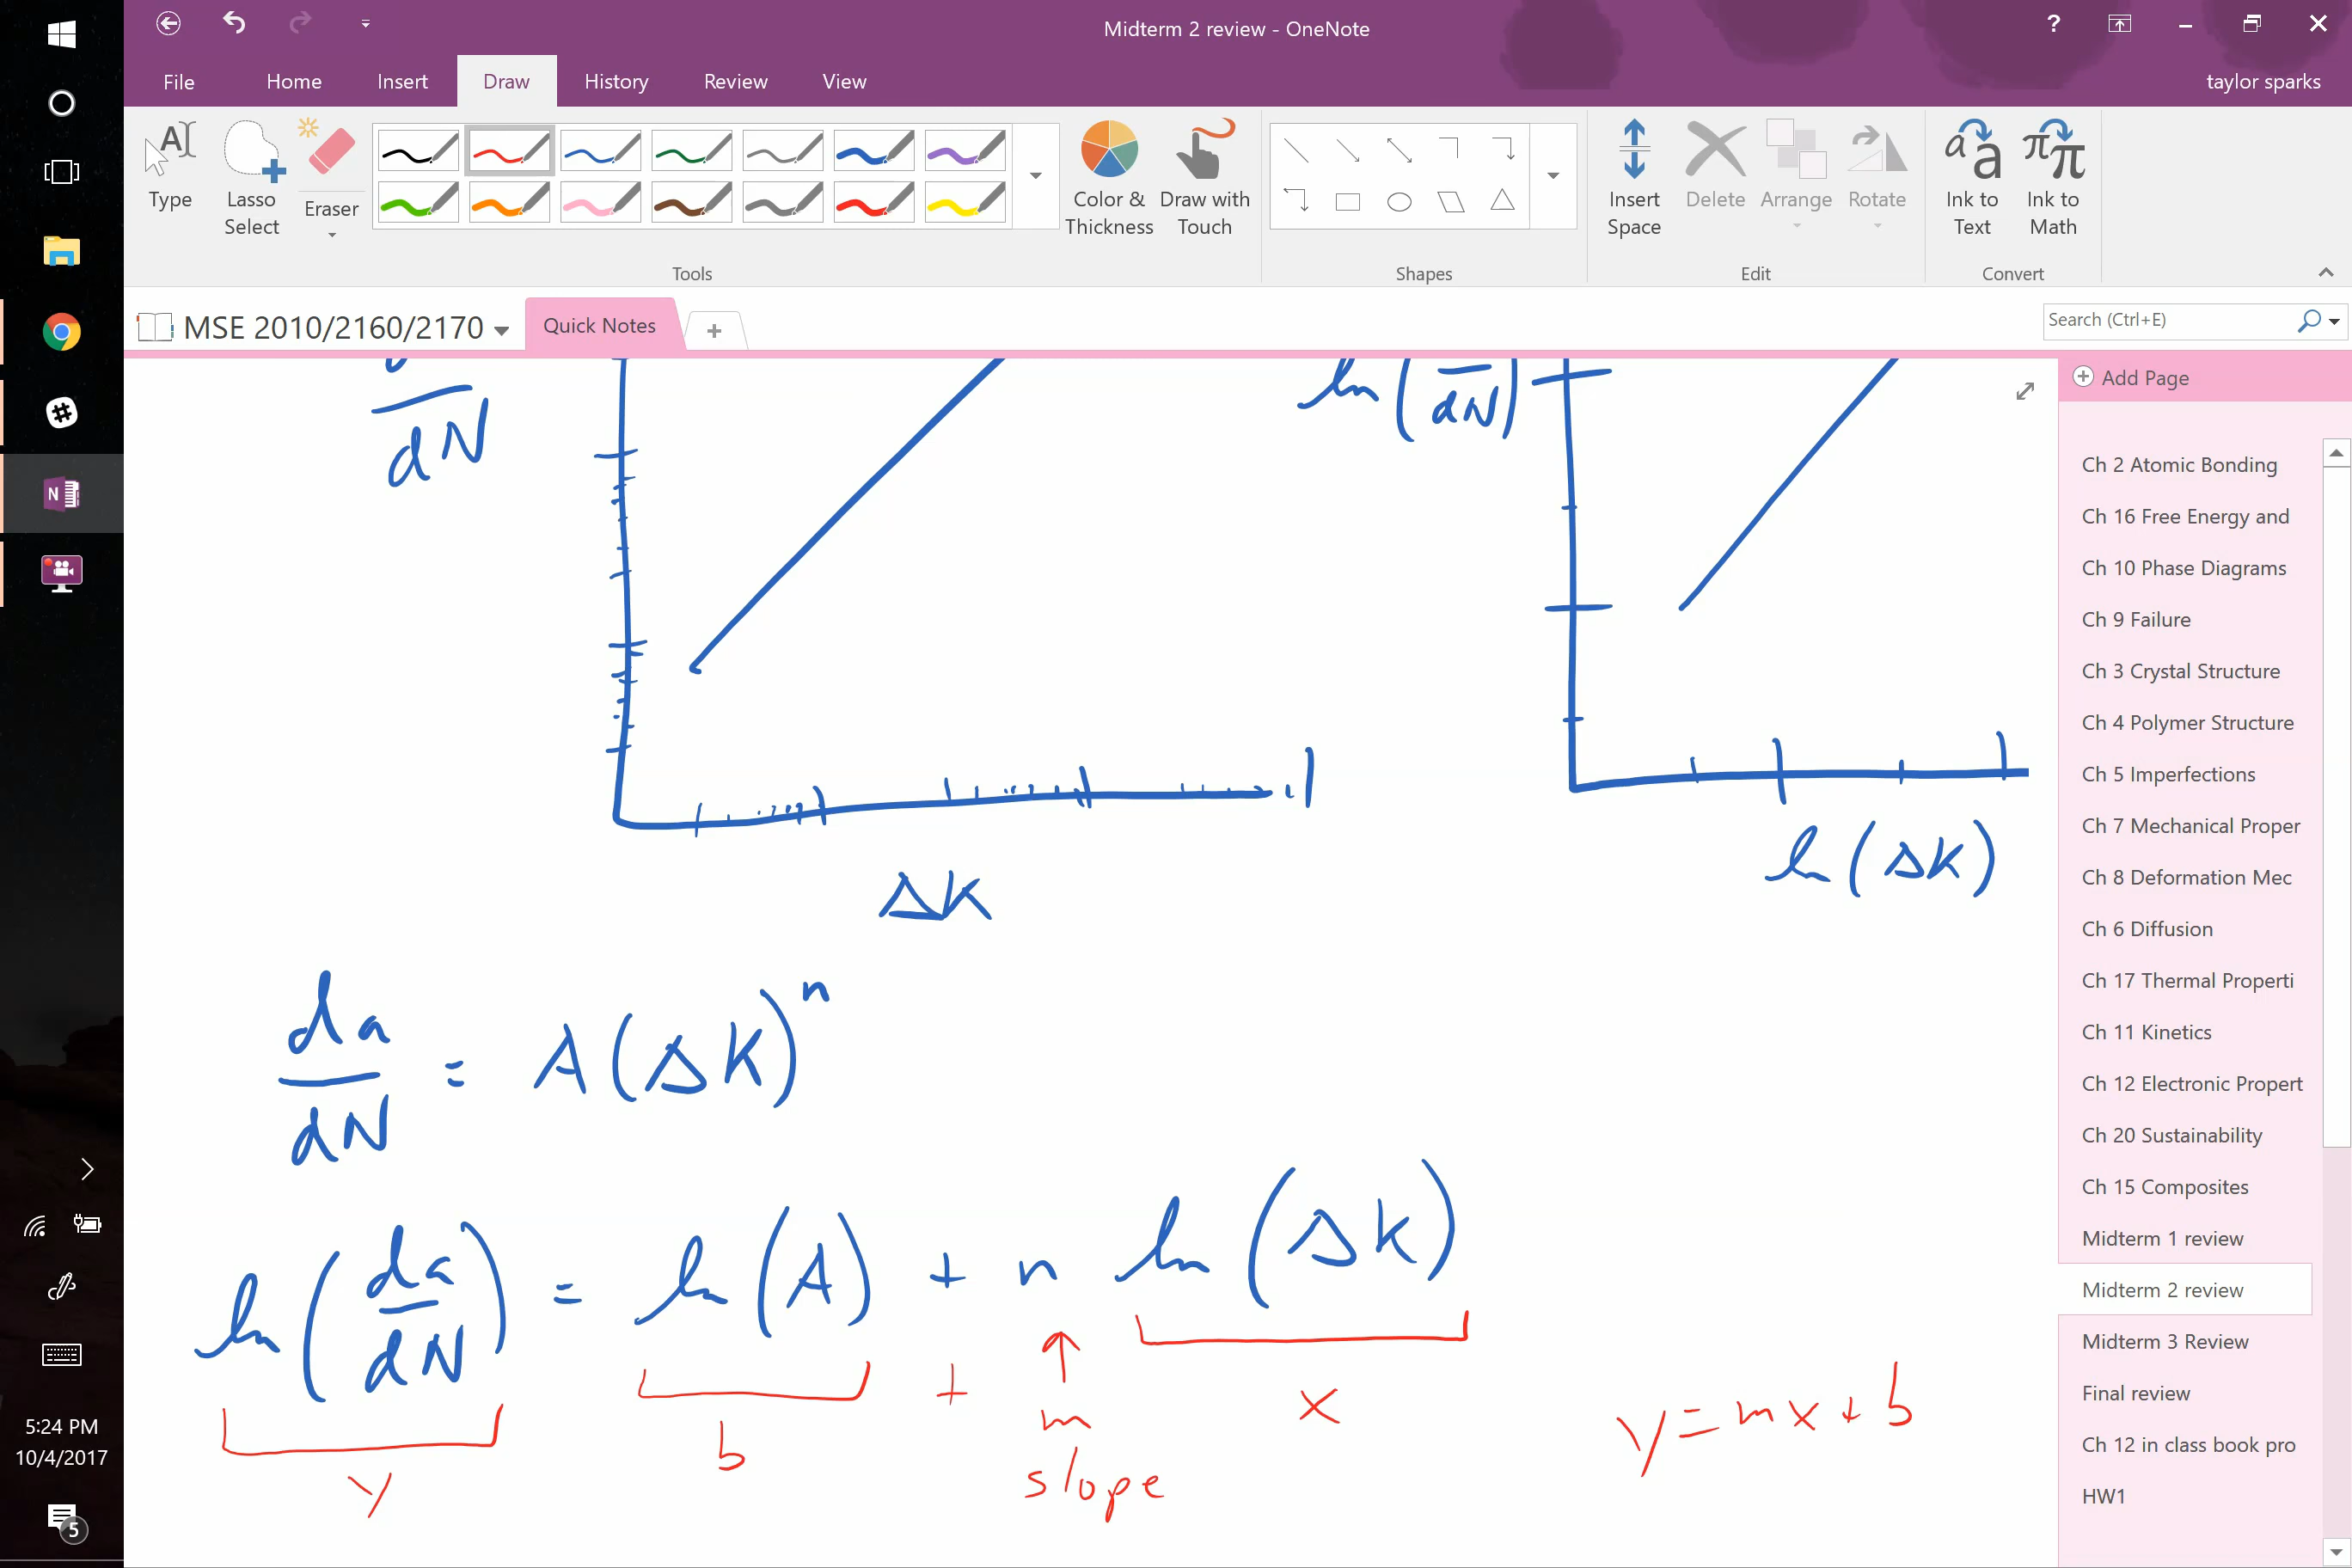 Midterm 2 review - OneNote
?
File Home Insert Draw History Review View
taylor sparks
Type
Lasso Select
Eraser
Color & Thickness
Draw with Touch
Insert Space
Delete
Arrange
Rotate
Ink to Text
Ink to Math
Tools
Shapes
Edit
Convert
MSE 2010/2160/2170
Quick Notes
Search (Ctrl+E)
Add Page
Ch 2 Atomic Bonding
Ch 16 Free Energy and
Ch 10 Phase Diagrams
Ch 9 Failure
Ch 3 Crystal Structure
Ch 4 Polymer Structure
Ch 5 Imperfections
Ch 7 Mechanical Proper
Ch 8 Deformation Mec
Ch 6 Diffusion
Ch 17 Thermal Properti
Ch 11 Kinetics
Ch 12 Electronic Propert
Ch 20 Sustainability
Ch 15 Composites
Midterm 1 review
Midterm 2 review
Midterm 3 Review
Final review
Ch 12 in class book pro
HW1
dN
ln( /dN)
ΔK
ln(ΔK)
da/dN = A(ΔK)^n
ln(da/dN) = ln(A) + n ln(ΔK)
y b + m x
slope
y = mx + b
5:24 PM
10/4/2017
5